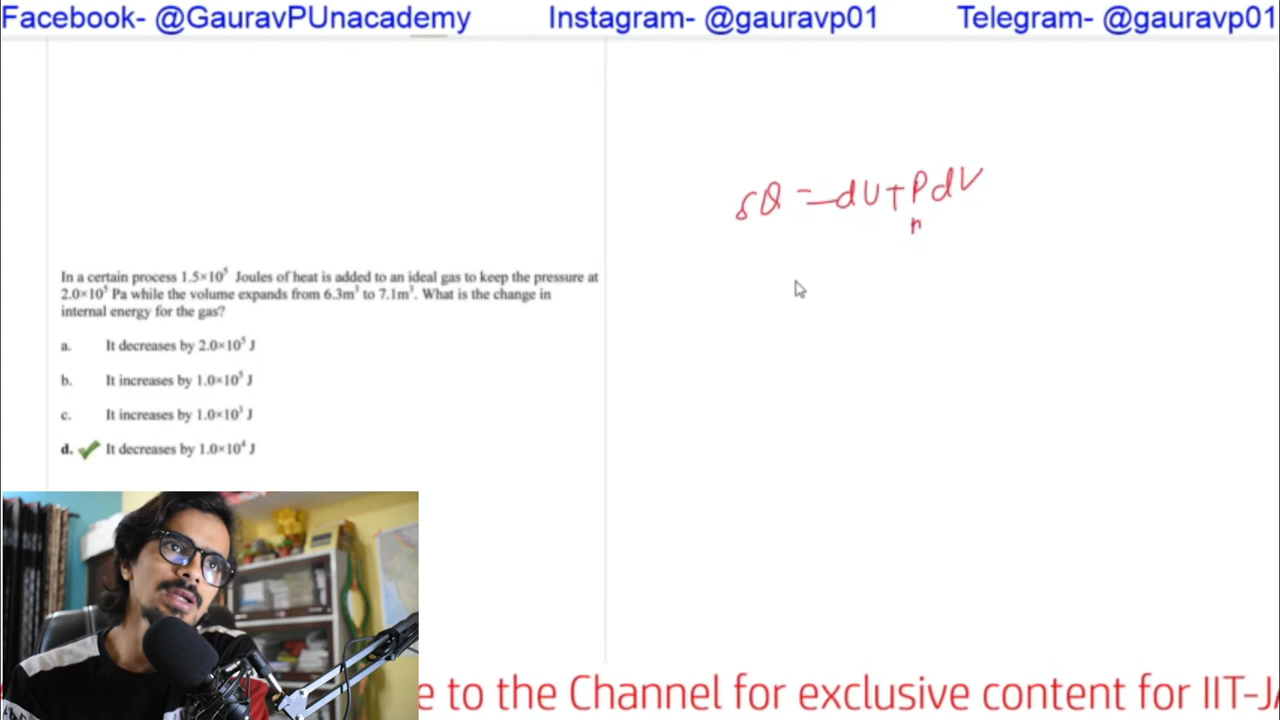 Facebook- @GauravPUnacademy Instagram- @gauravp01 Telegram- @gauravp01
δQ = dU + PdV
In a certain process 1.5×10⁵ Joules of heat is added to an ideal gas to keep the pressure at
2.0×10⁵ Pa while the volume expands from 6.3m³ to 7.1m³. What is the change in
internal energy for the gas?
a. It decreases by 2.0×10⁵ J
b. It increases by 1.0×10⁵ J
c. It increases by 1.0×10³ J
d. It decreases by 1.0×10⁴ J
e to the Channel for exclusive content for IIT-JA